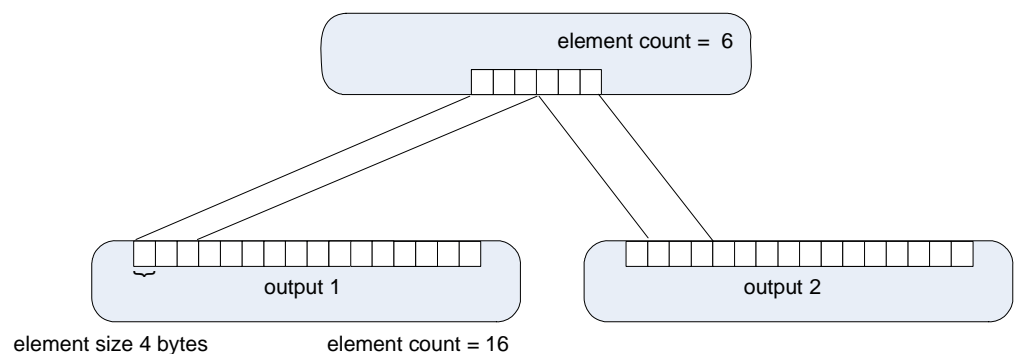 element count = 6
output 1
output 2
element size 4 bytes
element count = 16